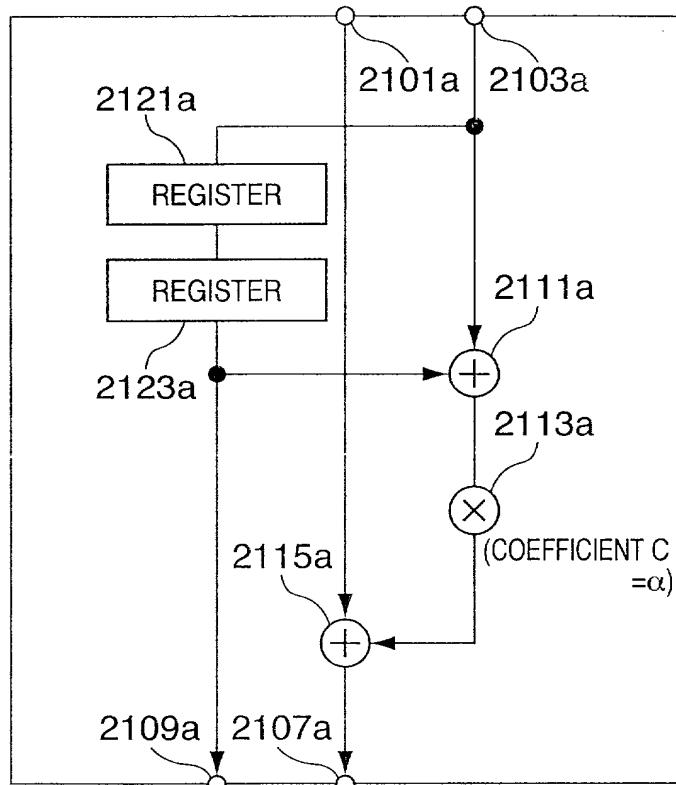 2101a 2103a
2121a
REGISTER
REGISTER
2123a
2111a
2113a
(COEFFICIENT C
=α)
2115a
2109a 2107a